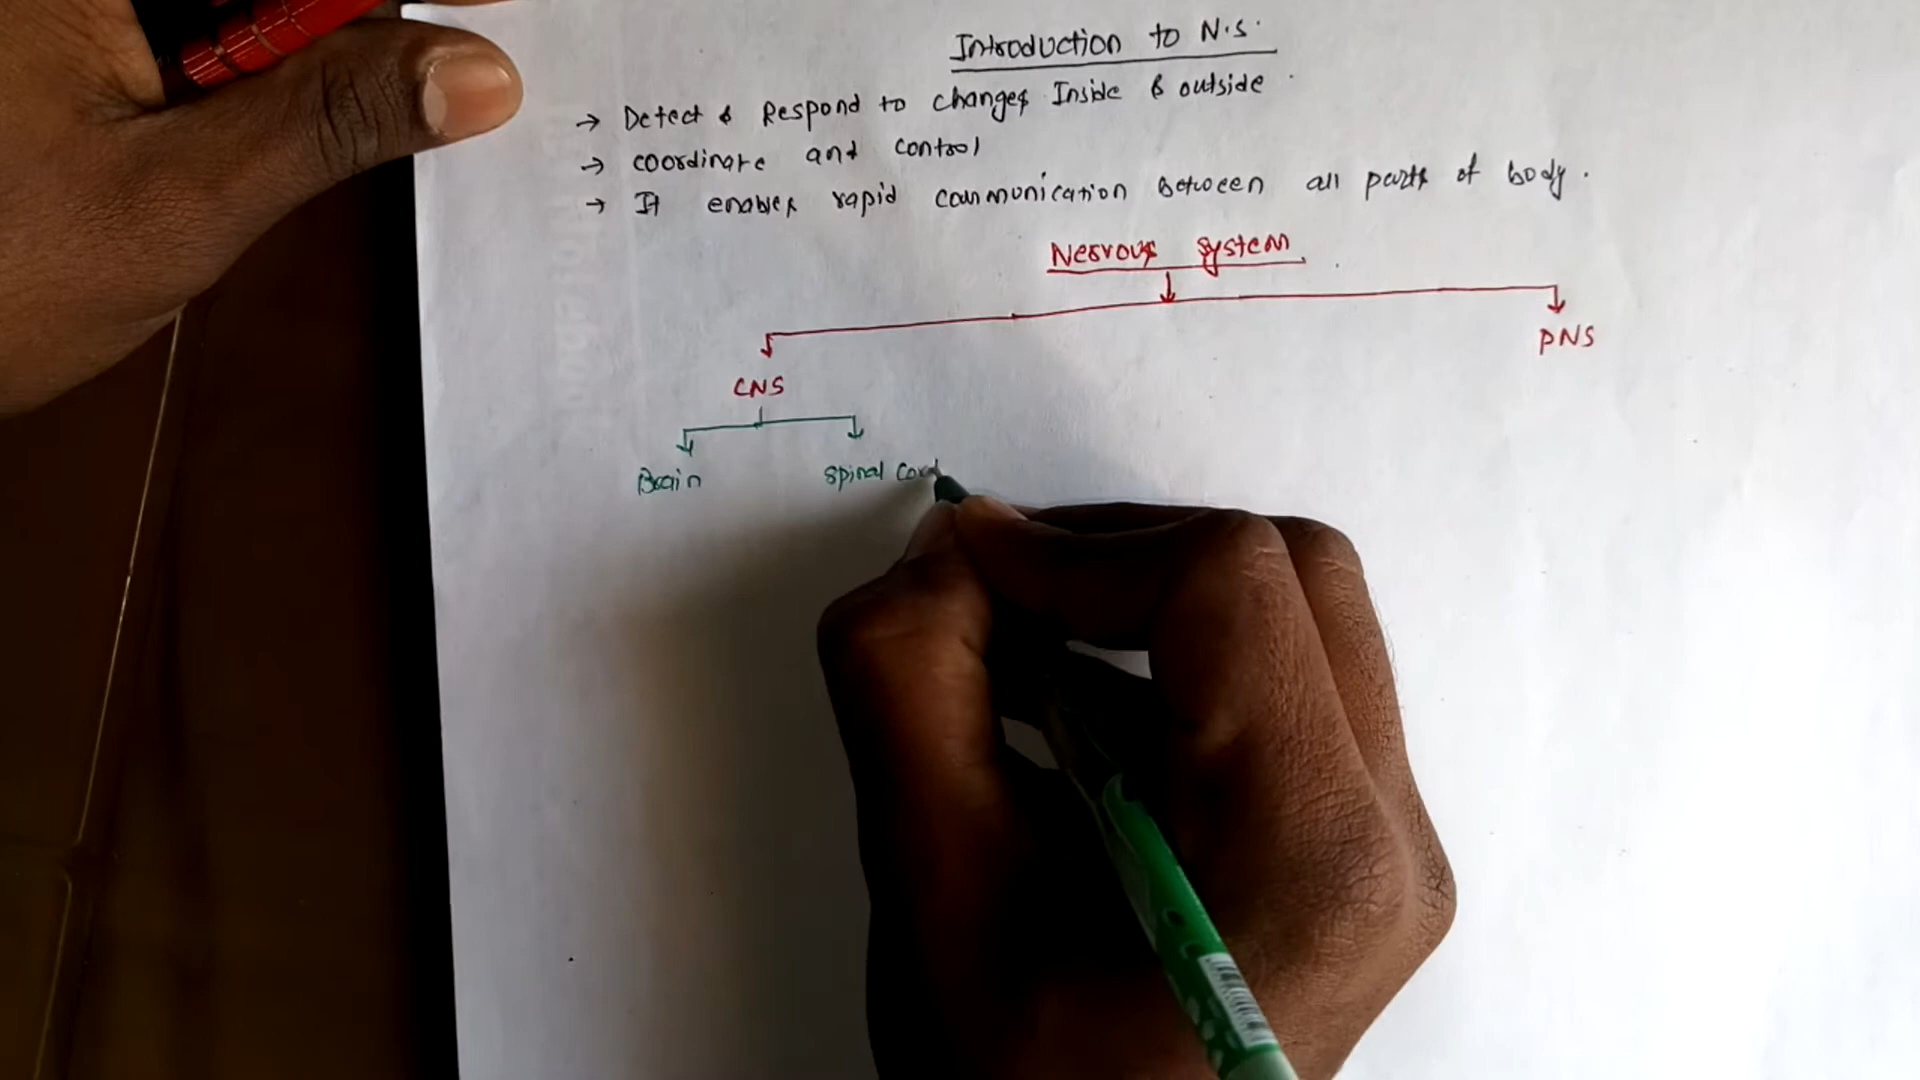 Introduction to N.S.
→ Detect & Respond to changes Inside & outside
→ coordinate and control
→ It enables rapid communication between all parts of body.
Nervous system
PNS
CNS
Brain Spinal Cord